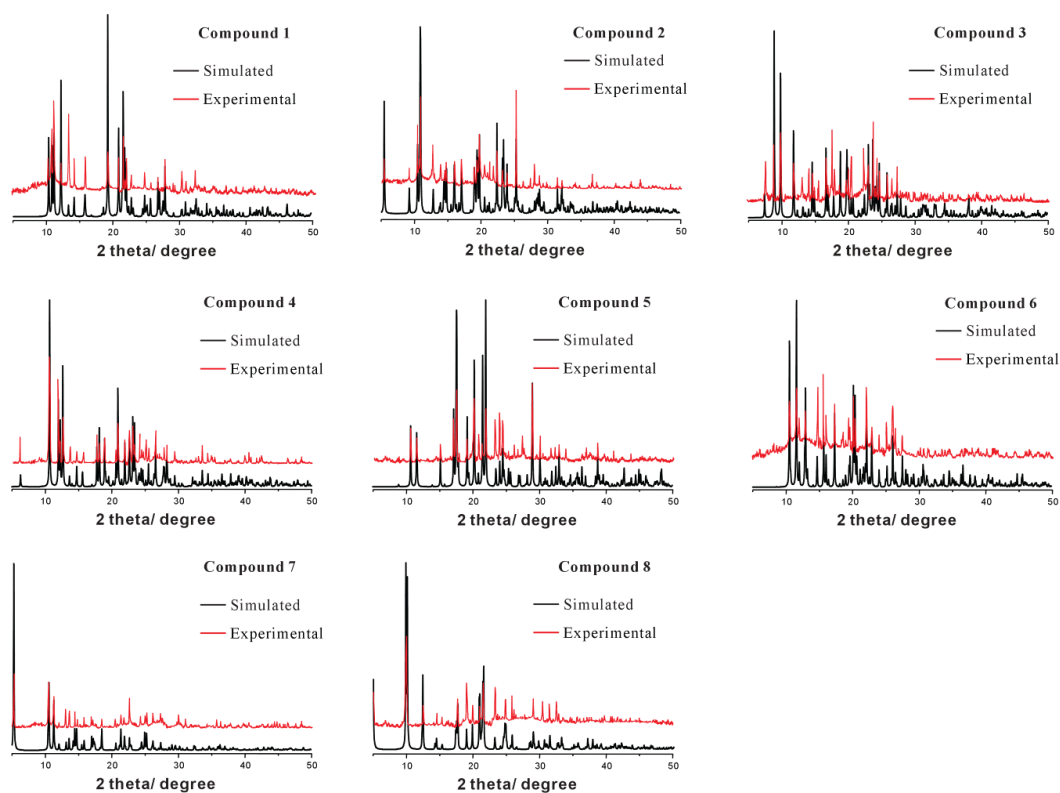 Compound 1
Simulated
Experimental
10 20 30 40 50
2 theta/ degree
Compound 2
Simulated
Experimental
10 20 30 40 50
2 theta/ degree
Compound 3
Simulated
Experimental
10 20 30 40 50
2 theta/ degree
Compound 4
Simulated
Experimental
10 20 30 40 50
2 theta/ degree
Compound 5
Simulated
Experimental
10 20 30 40 50
2 theta/ degree
Compound 6
Simulated
Experimental
10 20 30 40 50
2 theta/ degree
Compound 7
Simulated
Experimental
10 20 30 40 50
2 theta/ degree
Compound 8
Simulated
Experimental
10 20 30 40 50
2 theta/ degree